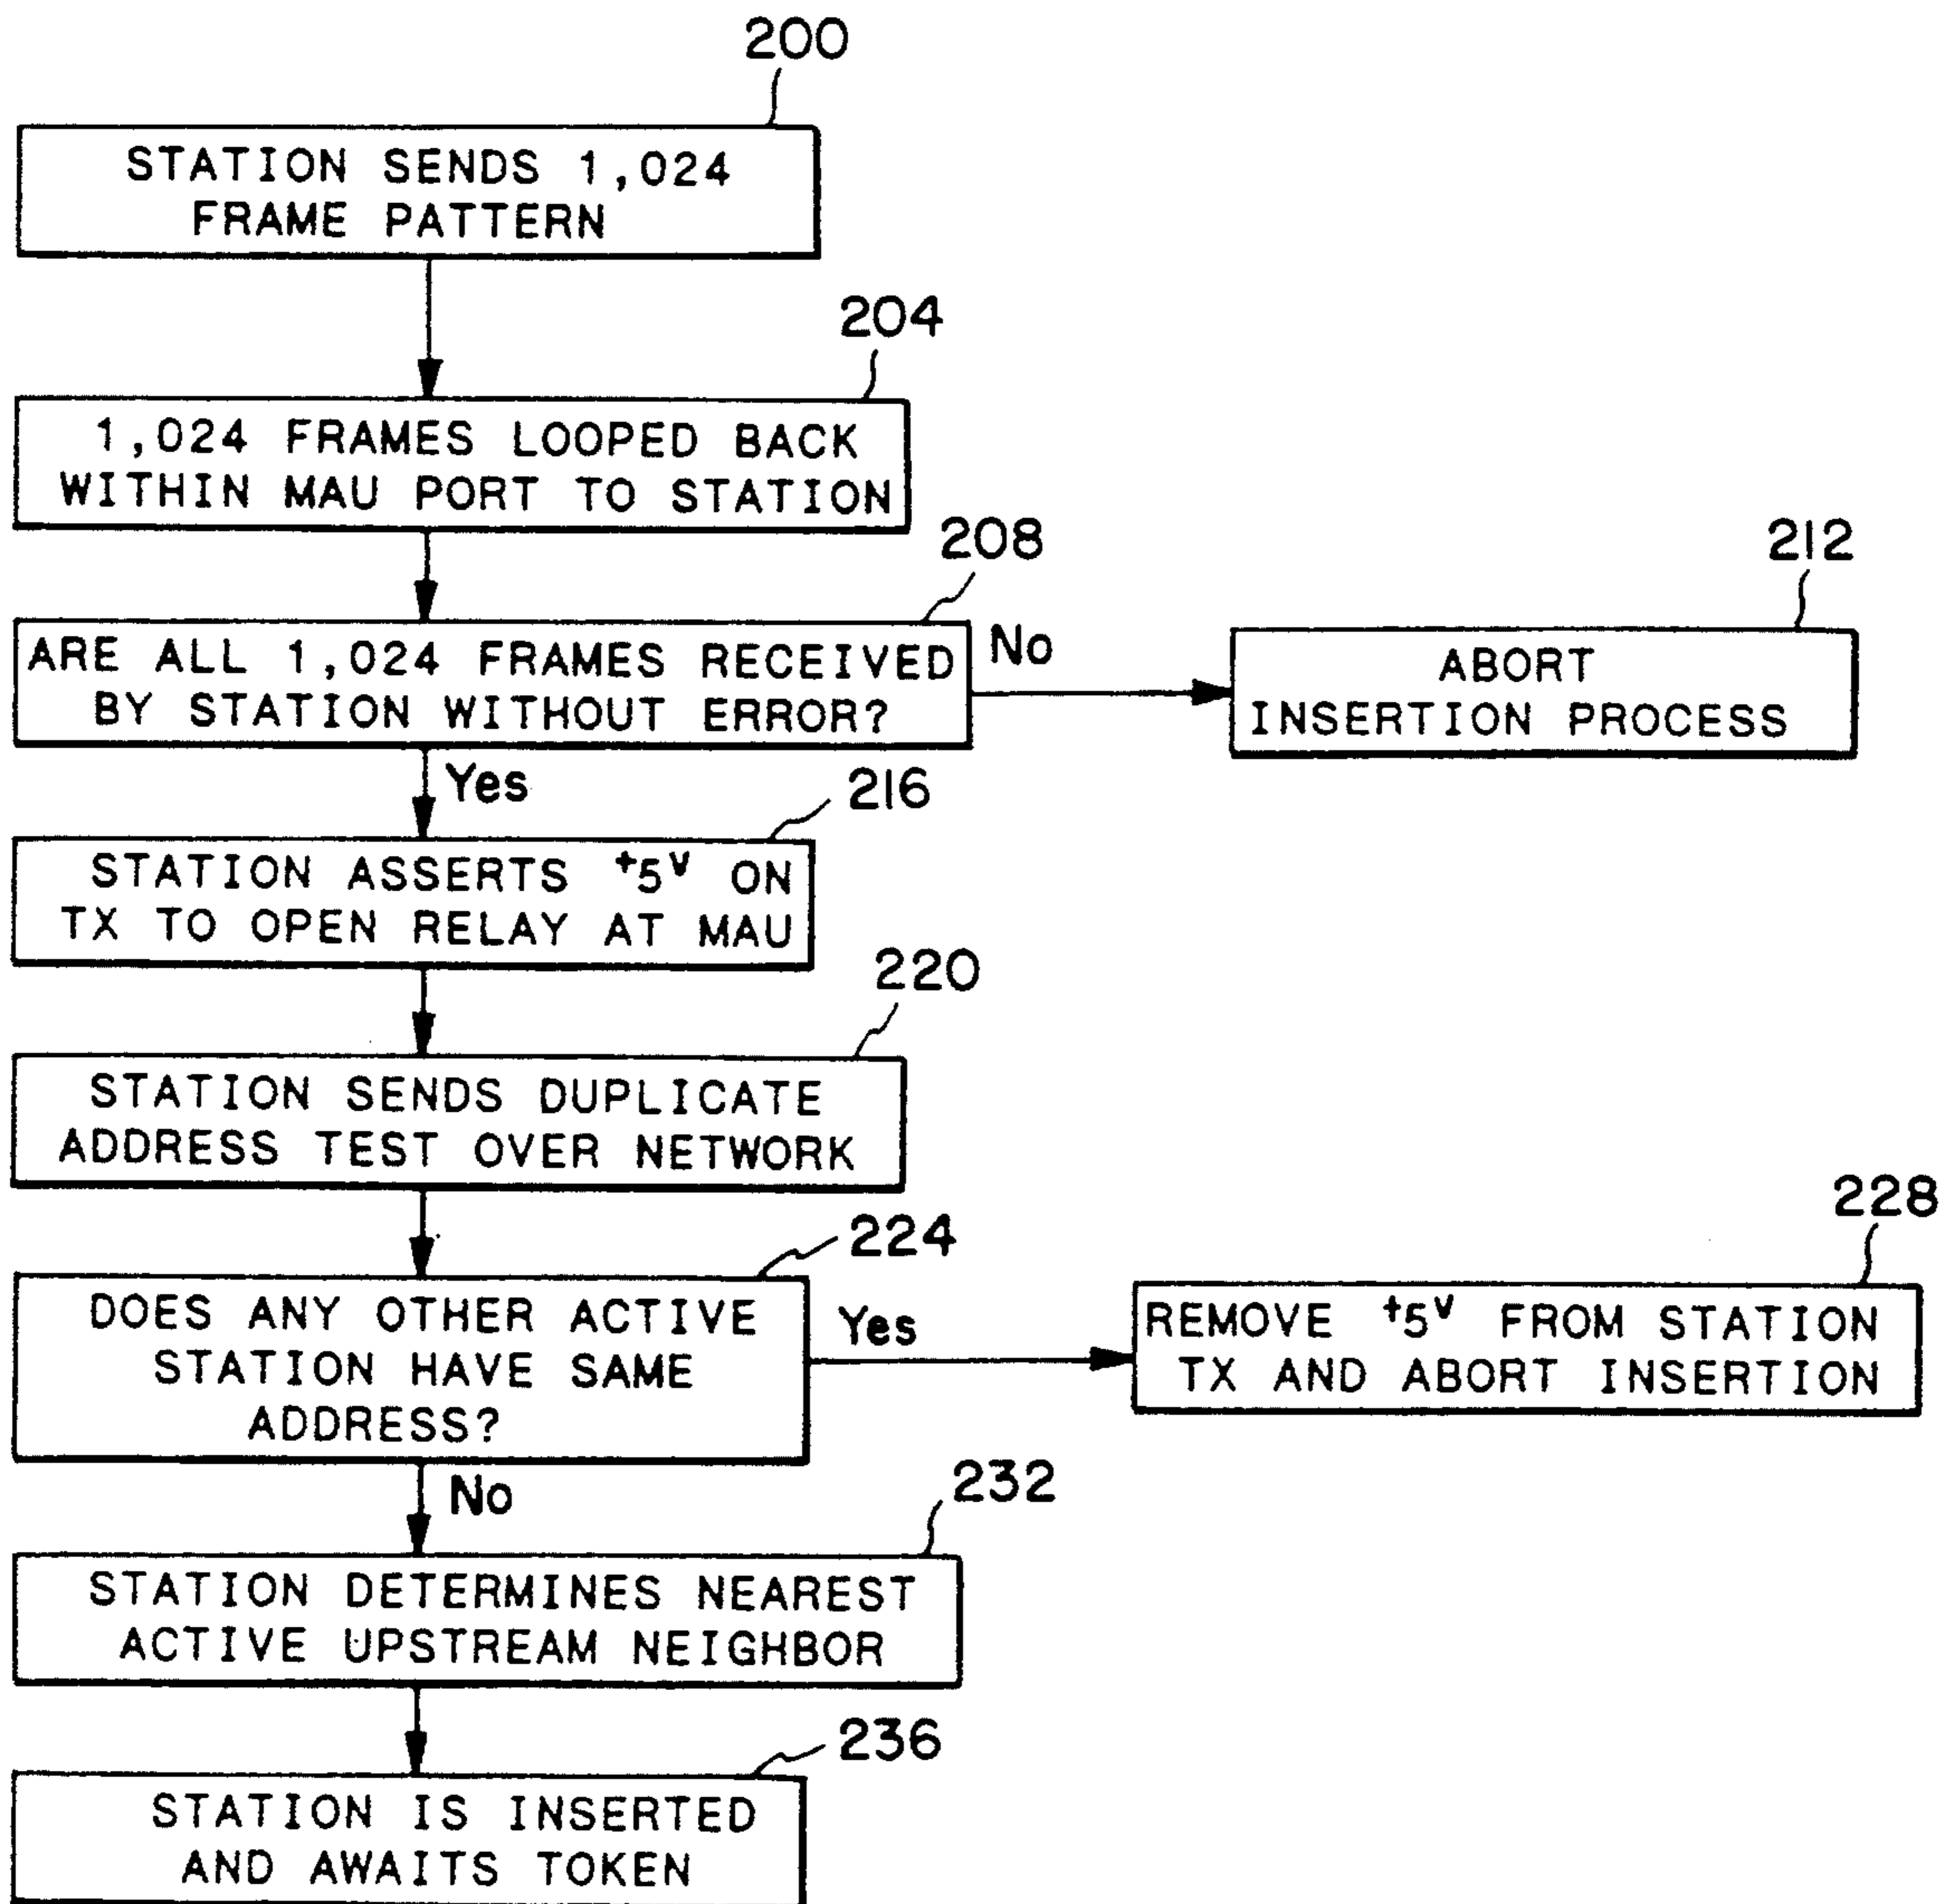 200
STATION SENDS 1,024
FRAME PATTERN
204
1,024 FRAMES LOOPED BACK
WITHIN MAU PORT TO STATION
208
ARE ALL 1,024 FRAMES RECEIVED
BY STATION WITHOUT ERROR?
No
212
ABORT
INSERTION PROCESS
Yes
216
STATION ASSERTS +5V ON
TX TO OPEN RELAY AT MAU
220
STATION SENDS DUPLICATE
ADDRESS TEST OVER NETWORK
224
DOES ANY OTHER ACTIVE
STATION HAVE SAME
ADDRESS?
Yes
228
REMOVE +5V FROM STATION
TX AND ABORT INSERTION
No
232
STATION DETERMINES NEAREST
ACTIVE UPSTREAM NEIGHBOR
236
STATION IS INSERTED
AND AWAITS TOKEN